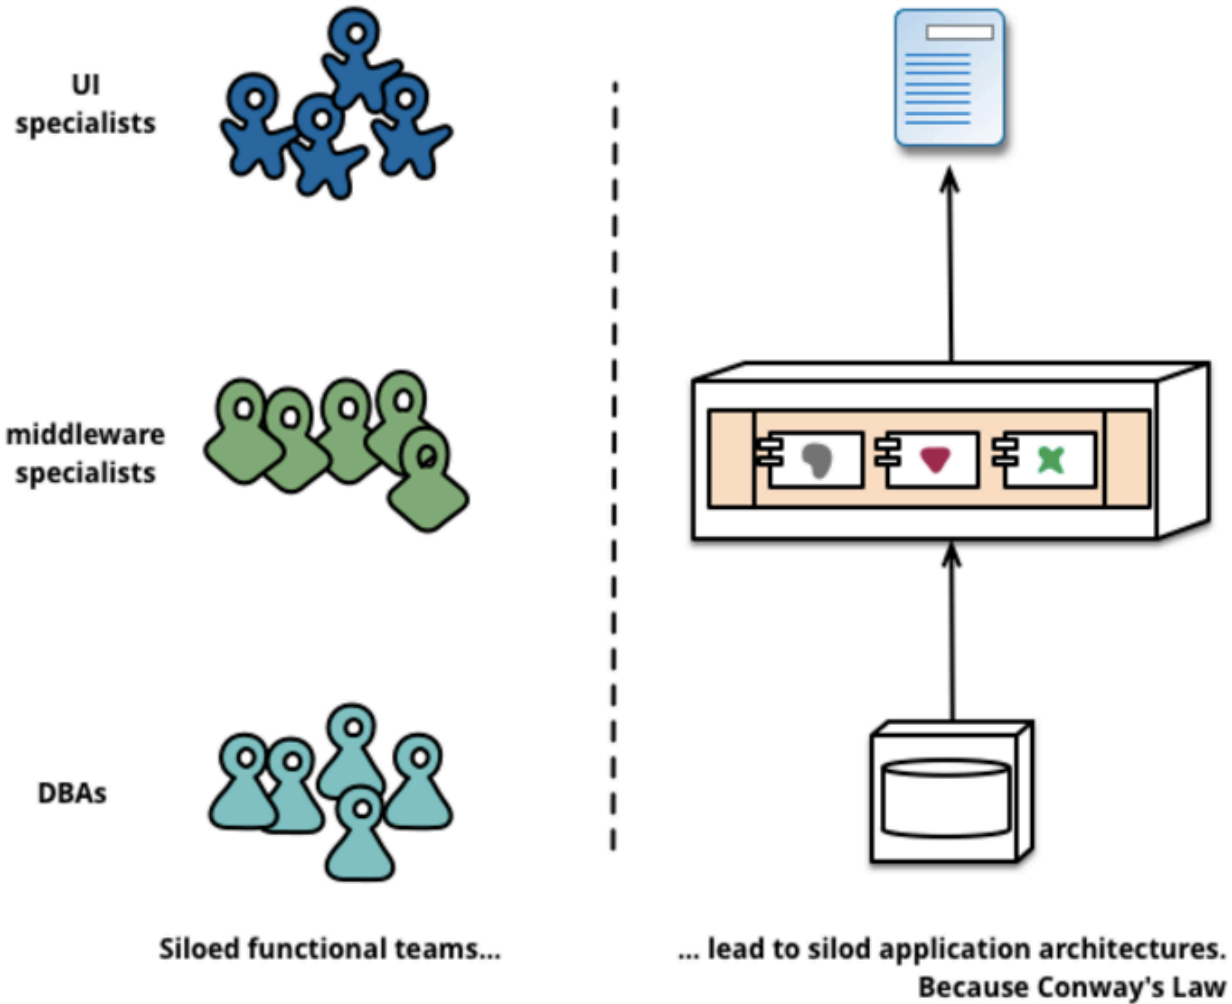 UI
specialists
middleware
specialists
DBAs
Siloed functional teams...
... lead to silod application architectures.
Because Conway's Law